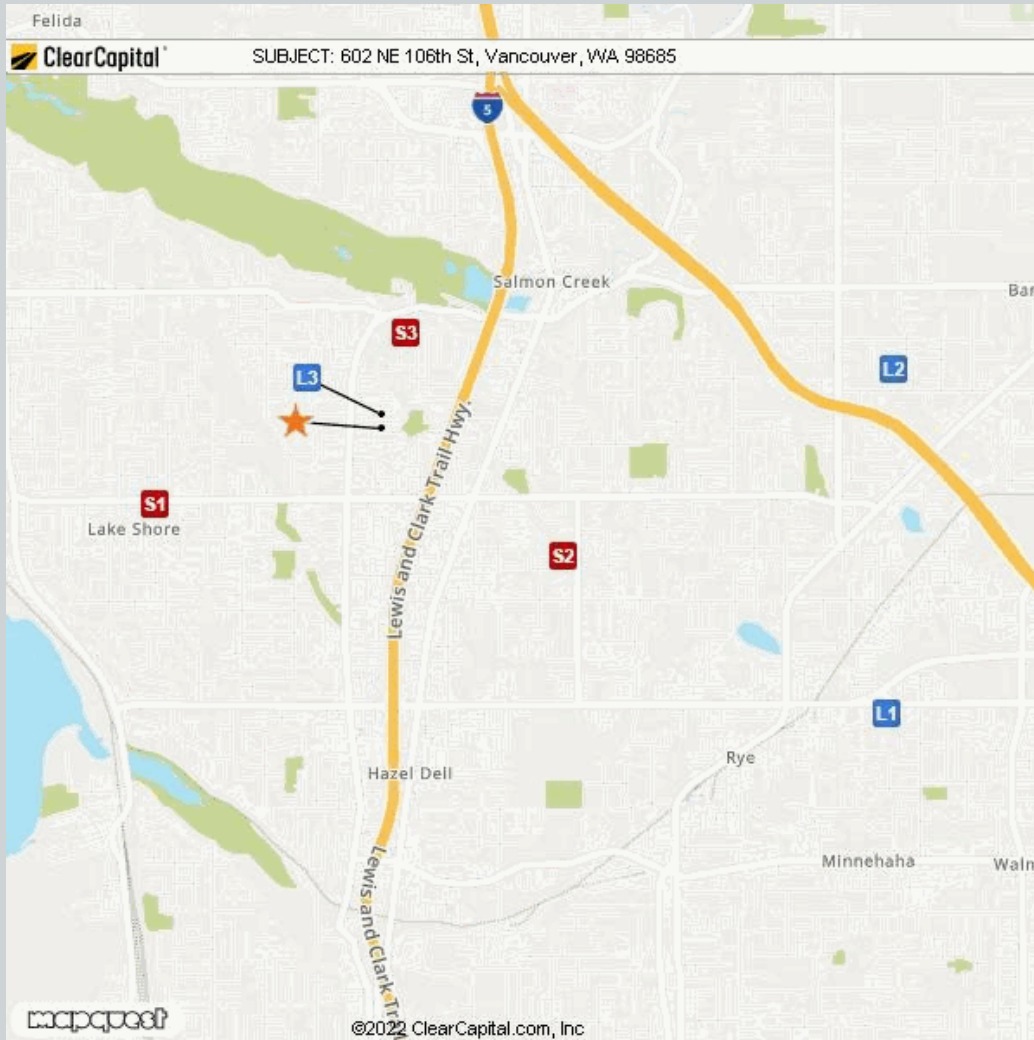 Felida
ClearCapital
SUBJECT: 602 NE 106th St, Vancouver, WA 98685
5
Salmon Creek
Bar
S3
L2
L3
Lewis and Clark Trail Hwy.
S1
Lake Shore
S2
L1
Rye
Hazel Dell
Minnehaha
Waln
Lewis and Clark Tr
mapquest
©2022 ClearCapital.com, Inc